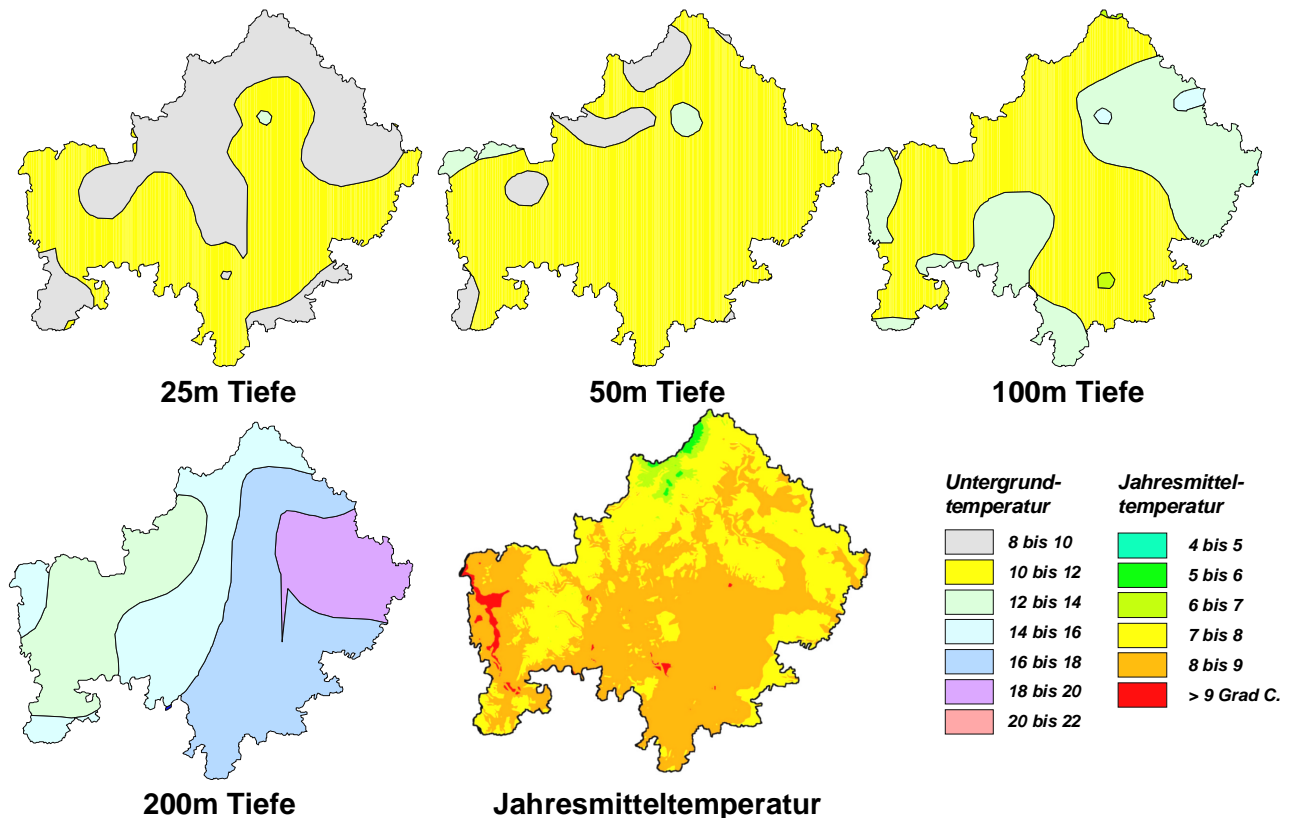 25m Tiefe
50m Tiefe
100m Tiefe
200m Tiefe
Jahresmitteltemperatur
Untergrund-
temperatur
8 bis 10
10 bis 12
12 bis 14
14 bis 16
16 bis 18
18 bis 20
20 bis 22
Jahresmittel-
temperatur
4 bis 5
5 bis 6
6 bis 7
7 bis 8
8 bis 9
> 9 Grad C.